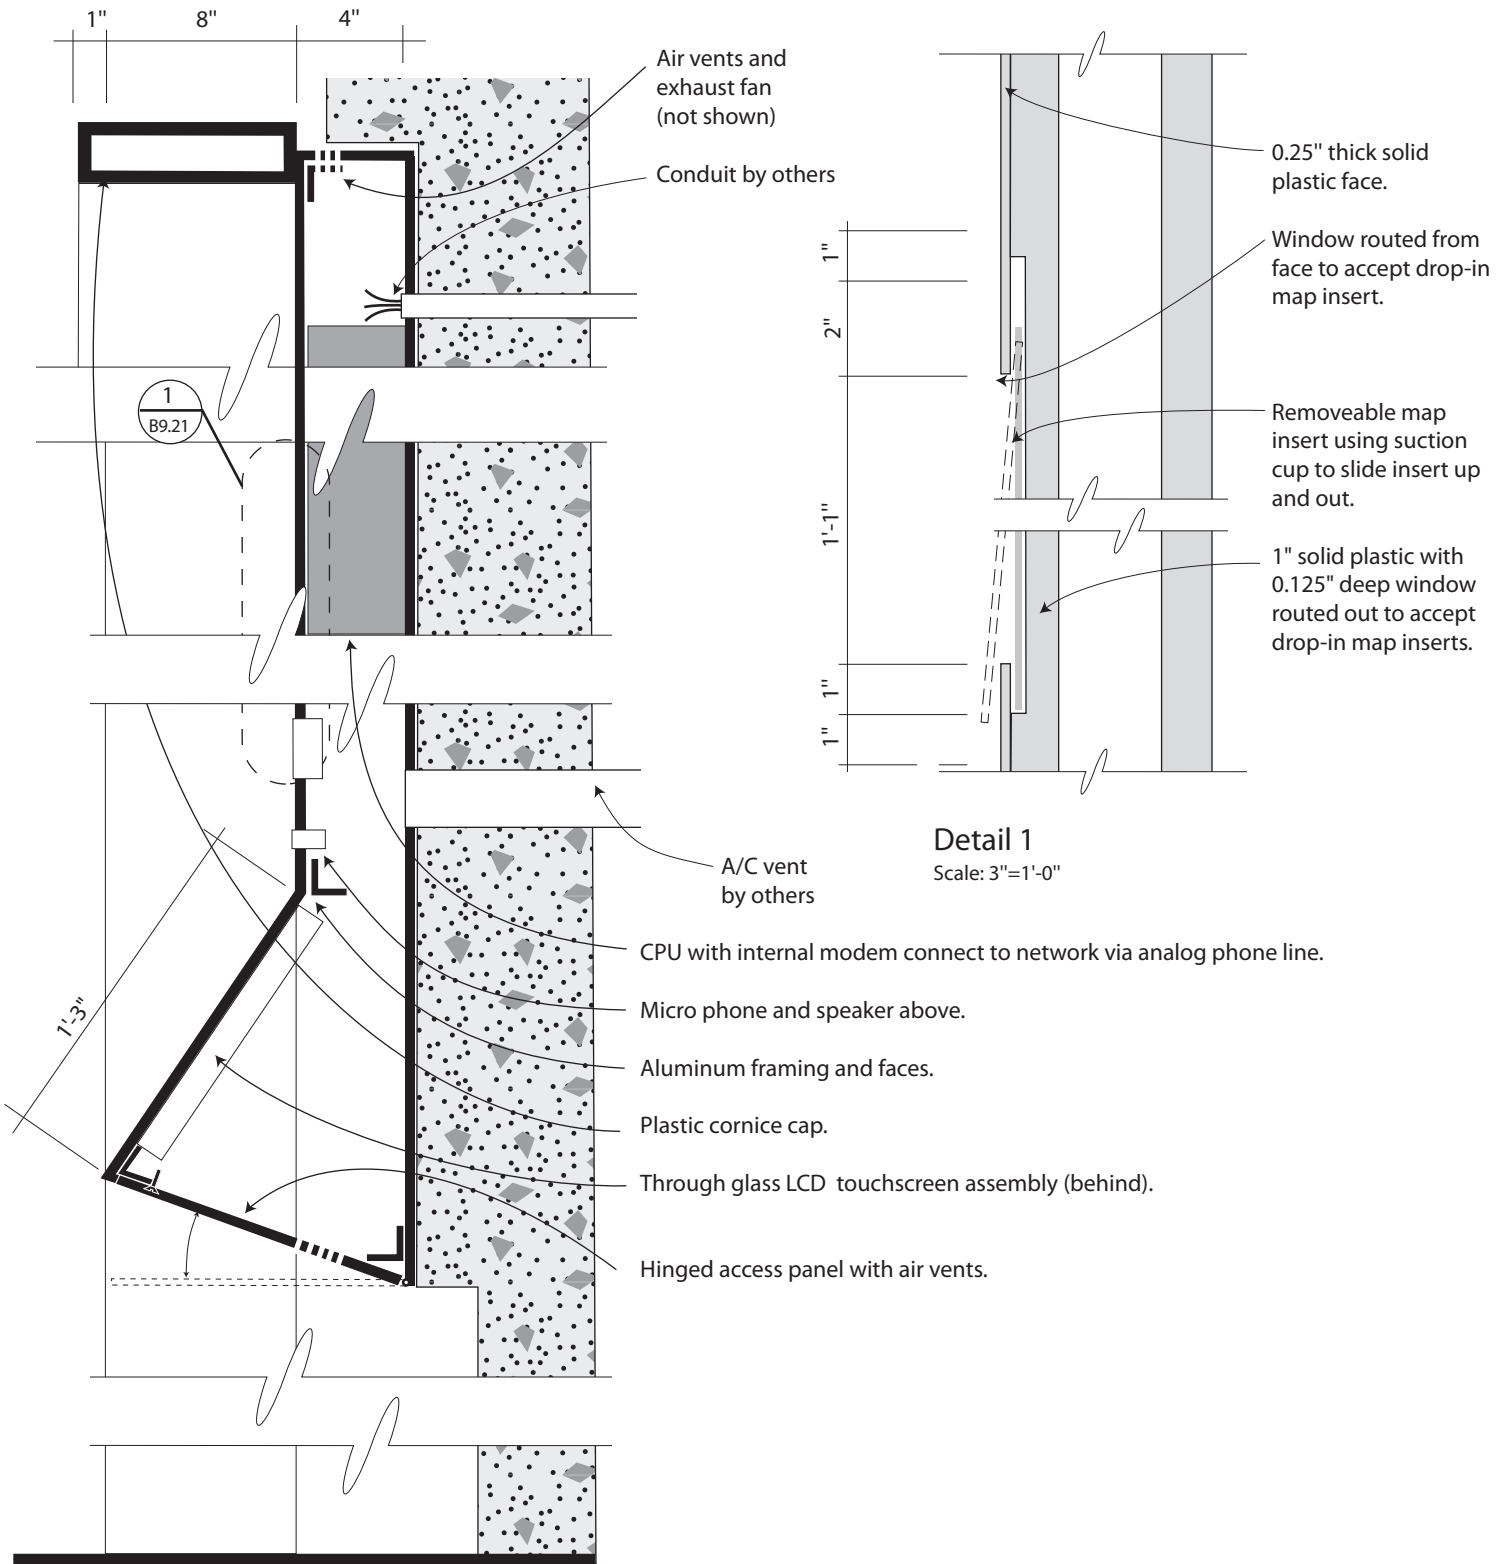 1" 8" 4"
Air vents and
exhaust fan
(not shown)
Conduit by others
1
B9.21
1'-3"
A/C vent
by others
CPU with internal modem connect to network via analog phone line.
Micro phone and speaker above.
Aluminum framing and faces.
Plastic cornice cap.
Through glass LCD touchscreen assembly (behind).
Hinged access panel with air vents.
1"
2"
1'-1"
1"
1"
0.25" thick solid
plastic face.
Window routed from
face to accept drop-in
map insert.
Removeable map
insert using suction
cup to slide insert up
and out.
1" solid plastic with
0.125" deep window
routed out to accept
drop-in map inserts.
Detail 1
Scale: 3"=1'-0"